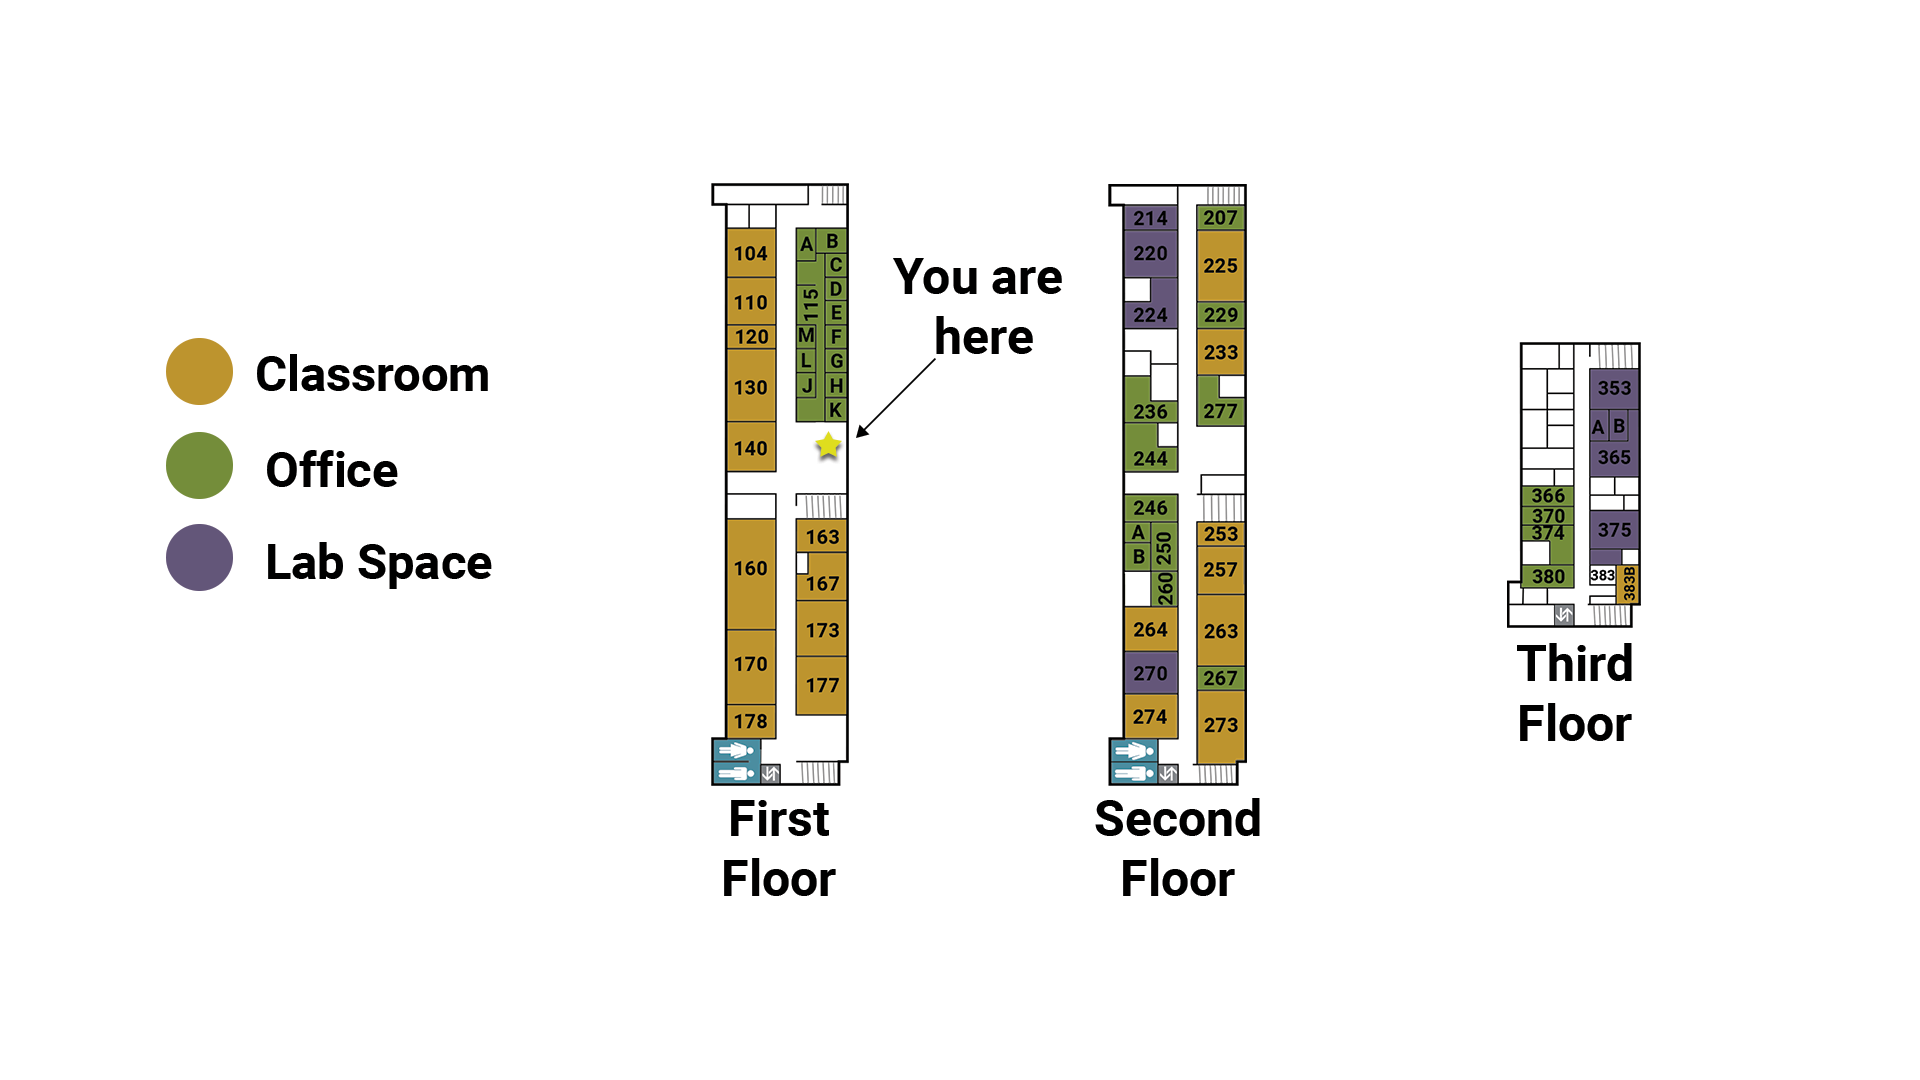 Classroom
Office
Lab Space
104
110
120
130
140
160
170
178
A
B
C
D
115
E
M
F
L
G
J
H
K
163
167
173
177
First
Floor
You are
here
214
220
224
236
244
246
A
B
250
260
264
270
274
207
225
229
233
277
253
257
263
267
273
Second
Floor
353
A
B
365
366
370
374
380
375
383
383B
Third
Floor